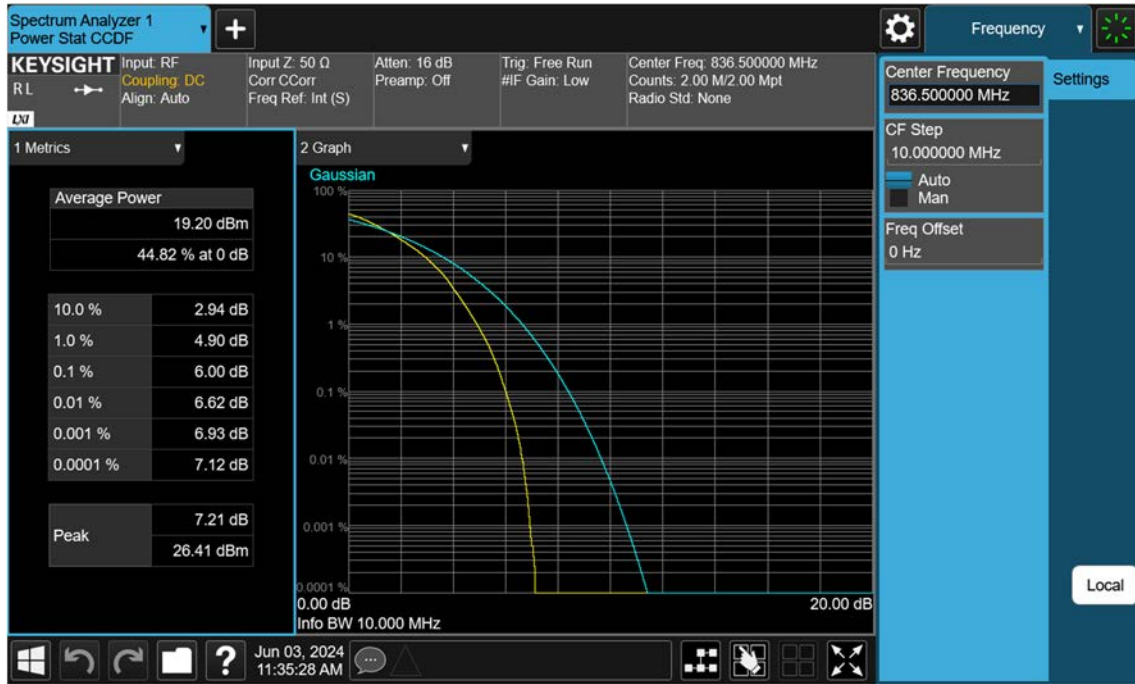 Spectrum Analyzer 1
Power Stat CCDF
+
Frequency
KEYSIGHT
RL
LXI
Input: RF
Coupling: DC
Align: Auto
Input Z: 50 Ω
Corr CCorr
Freq Ref: Int (S)
Atten: 16 dB
Preamp: Off
Trig: Free Run
#IF Gain: Low
Center Freq: 836.500000 MHz
Counts: 2.00 M/2.00 Mpt
Radio Std: None
Center Frequency
836.500000 MHz
Settings
CF Step
10.000000 MHz
Auto
Man
Freq Offset
0 Hz
Local
1 Metrics
Average Power
19.20 dBm
44.82 % at 0 dB
10.0 % 2.94 dB
1.0 % 4.90 dB
0.1 % 6.00 dB
0.01 % 6.62 dB
0.001 % 6.93 dB
0.0001 % 7.12 dB
Peak
7.21 dB
26.41 dBm
2 Graph
Gaussian
100 %
10 %
1 %
0.1 %
0.01 %
0.001 %
0.0001 %
0.00 dB 20.00 dB
Info BW 10.000 MHz
?
Jun 03, 2024
11:35:28 AM